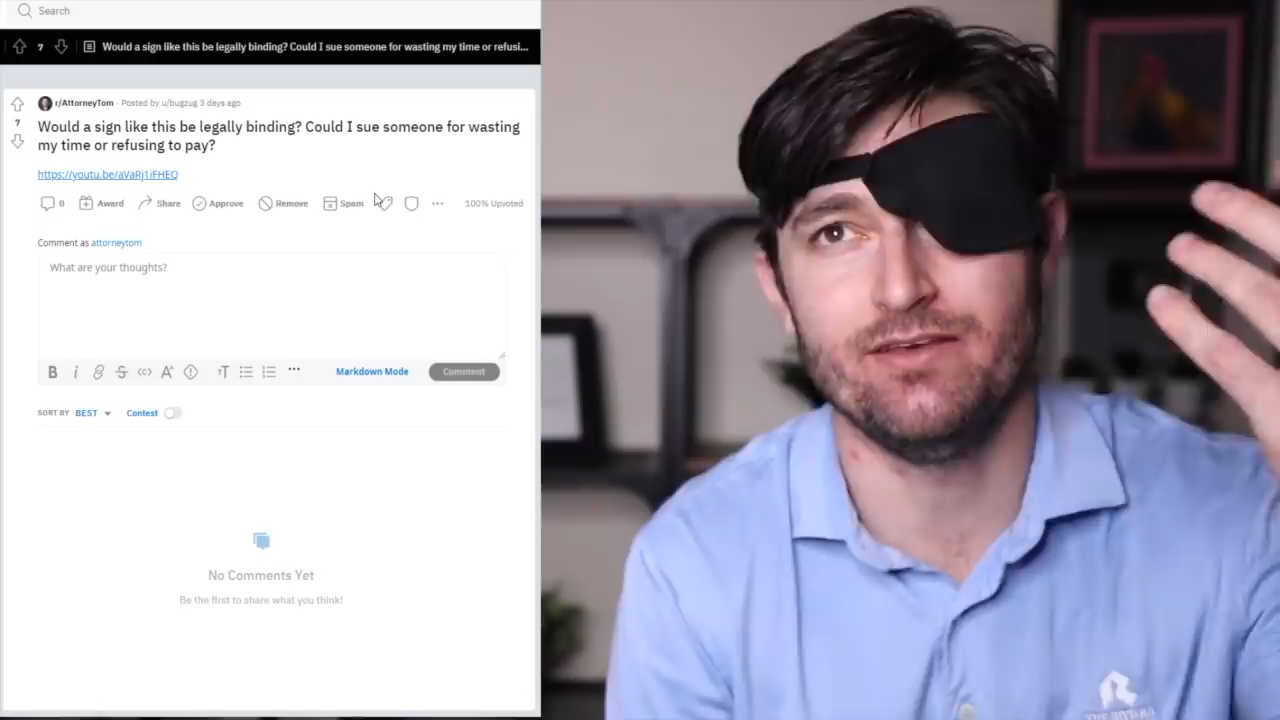 Search
7
Would a sign like this be legally binding? Could I sue someone for wasting my time or refusi...
r/AttorneyTom · Posted by u/bugzug 3 days ago
7
Would a sign like this be legally binding? Could I sue someone for wasting
my time or refusing to pay?
https://youtu.be/aVaRj1iFHEQ
0 Award Share Approve Remove Spam ... 100% Upvoted
Comment as attorneytom
What are your thoughts?
B i ... Markdown Mode Comment
SORT BY BEST Contest
No Comments Yet
Be the first to share what you think!